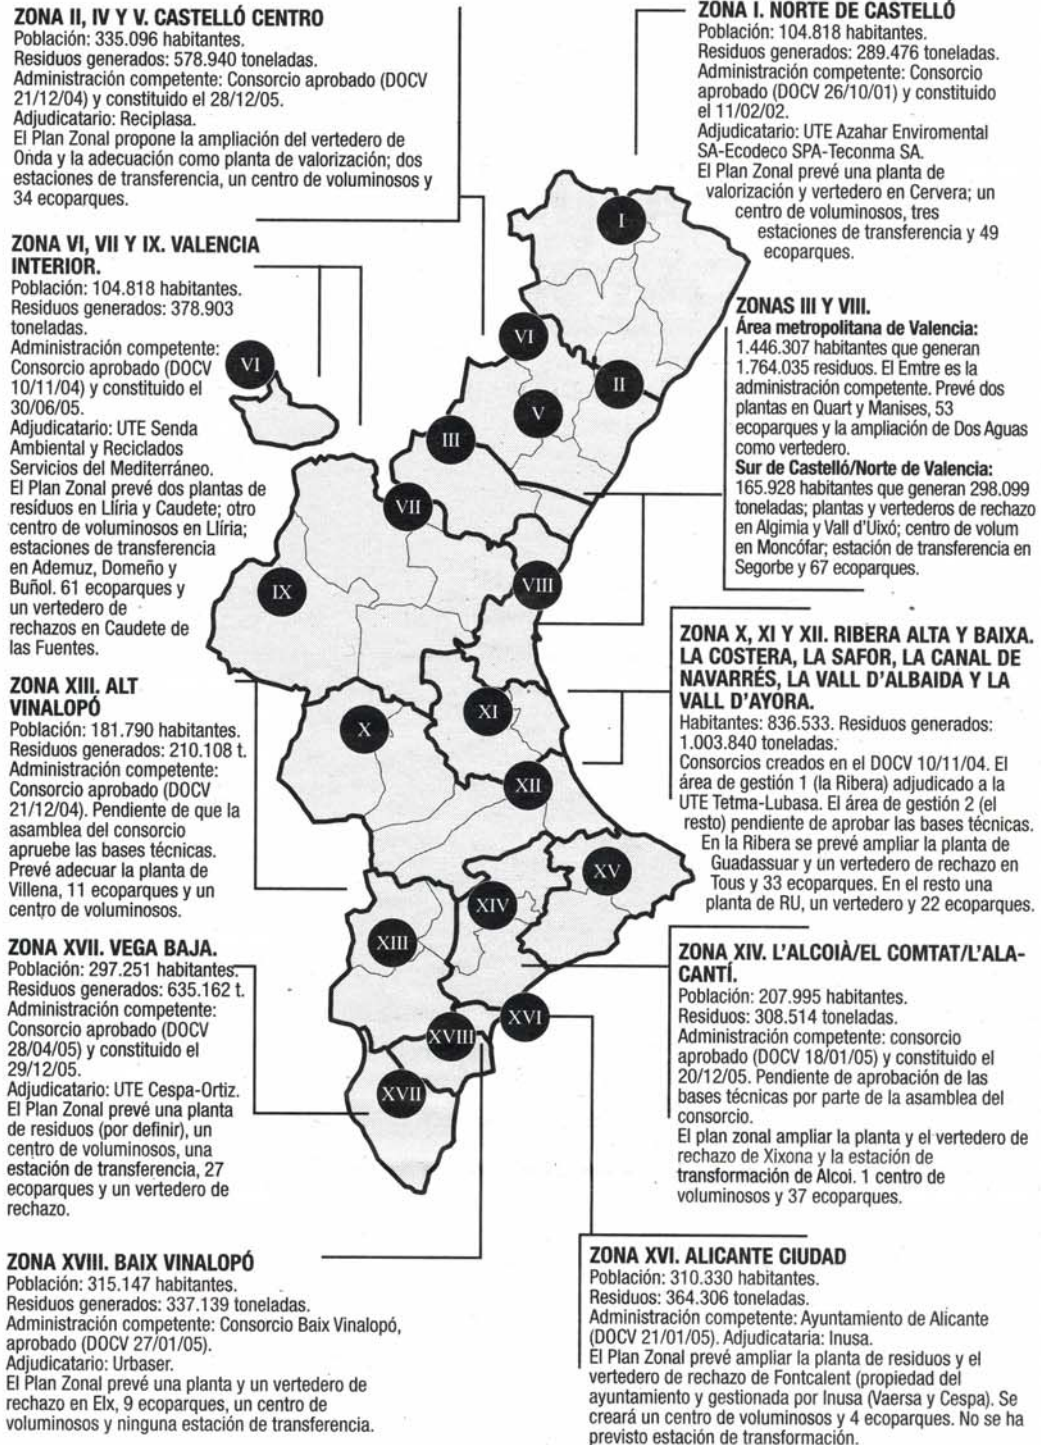 ZONA II, IV Y V. CASTELLÓ CENTRO
Población: 335.096 habitantes.
Residuos generados: 578.940 toneladas.
Administración competente: Consorcio aprobado (DOCV
21/12/04) y constituido el 28/12/05.
Adjudicatario: Reciplasa.
El Plan Zonal propone la ampliación del vertedero de
Onda y la adecuación como planta de valorización; dos
estaciones de transferencia, un centro de voluminosos y
34 ecoparques.
ZONA I. NORTE DE CASTELLÓ
Población: 104.818 habitantes.
Residuos generados: 289.476 toneladas.
Administración competente: Consorcio
aprobado (DOCV 26/10/01) y constituido
el 11/02/02.
Adjudicatario: UTE Azahar Enviromental
SA-Ecodeco SPA-Teconma SA.
El Plan Zonal prevé una planta de
valorización y vertedero en Cervera; un
centro de voluminosos, tres
estaciones de transferencia y 49
ecoparques.
ZONA VI, VII Y IX. VALENCIA
INTERIOR.
Población: 104.818 habitantes.
Residuos generados: 378.903
toneladas.
Administración competente:
Consorcio aprobado (DOCV
10/11/04) y constituido el
30/06/05.
Adjudicatario: UTE Senda
Ambiental y Reciclados
Servicios del Mediterráneo.
El Plan Zonal prevé dos plantas de
residuos en Llíria y Caudete; otro
centro de voluminosos en Llíria;
estaciones de transferencia
en Ademuz, Domeño y
Buñol. 61 ecoparques y
un vertedero de
rechazos en Caudete de
las Fuentes.
ZONAS III Y VIII.
Área metropolitana de Valencia:
1.446.307 habitantes que generan
1.764.035 residuos. El Emtre es la
administración competente. Prevé dos
plantas en Quart y Manises, 53
ecoparques y la ampliación de Dos Aguas
como vertedero.
Sur de Castelló/Norte de Valencia:
165.928 habitantes que generan 298.099
toneladas; plantas y vertederos de rechazo
en Algimia y Vall d'Uixó; centro de volum
en Moncófar; estación de transferencia en
Segorbe y 67 ecoparques.
ZONA X, XI Y XII. RIBERA ALTA Y BAIXA.
LA COSTERA, LA SAFOR, LA CANAL DE
NAVARRÉS, LA VALL D'ALBAIDA Y LA
VALL D'AYORA.
Habitantes: 836.533. Residuos generados:
1.003.840 toneladas.
Consorcios creados en el DOCV 10/11/04. El
área de gestión 1 (la Ribera) adjudicado a la
UTE Tetma-Lubasa. El área de gestión 2 (el
resto) pendiente de aprobar las bases técnicas.
En la Ribera se prevé ampliar la planta de
Guadassuar y un vertedero de rechazo en
Tous y 33 ecoparques. En el resto una
planta de RU, un vertedero y 22 ecoparques.
ZONA XIII. ALT
VINALOPÓ
Población: 181.790 habitantes.
Residuos generados: 210.108 t.
Administración competente:
Consorcio aprobado (DOCV
21/12/04). Pendiente de que la
asamblea del consorcio
apruebe las bases técnicas.
Prevé adecuar la planta de
Villena, 11 ecoparques y un
centro de voluminosos.
ZONA XIV. L'ALCOIÀ/EL COMTAT/L'ALA-
CANTÍ.
Población: 207.995 habitantes.
Residuos: 308.514 toneladas.
Administración competente: consorcio
aprobado (DOCV 18/01/05) y constituido el
20/12/05. Pendiente de aprobación de las
bases técnicas por parte de la asamblea del
consorcio.
El plan zonal ampliar la planta y el vertedero de
rechazo de Xixona y la estación de
transformación de Alcoi. 1 centro de
voluminosos y 37 ecoparques.
ZONA XVII. VEGA BAJA.
Población: 297.251 habitantes.
Residuos generados: 635.162 t.
Administración competente:
Consorcio aprobado (DOCV
28/04/05) y constituido el
29/12/05.
Adjudicatario: UTE Cespa-Ortiz.
El Plan Zonal prevé una planta
de residuos (por definir), un
centro de voluminosos, una
estación de transferencia, 27
ecoparques y un vertedero de
rechazo.
ZONA XVIII. BAIX VINALOPÓ
Población: 315.147 habitantes.
Residuos generados: 337.139 toneladas.
Administración competente: Consorcio Baix Vinalopó,
aprobado (DOCV 27/01/05).
Adjudicatario: Urbaser.
El Plan Zonal prevé una planta y un vertedero de
rechazo en Elx, 9 ecoparques, un centro de
voluminosos y ninguna estación de transferencia.
ZONA XVI. ALICANTE CIUDAD
Población: 310.330 habitantes.
Residuos: 364.306 toneladas.
Administración competente: Ayuntamiento de Alicante
(DOCV 21/01/05). Adjudicataria: Inusa.
El Plan Zonal prevé ampliar la planta de residuos y el
vertedero de rechazo de Fontcalent (propiedad del
ayuntamiento y gestionada por Inusa (Vaersa y Cespa). Se
creará un centro de voluminosos y 4 ecoparques. No se ha
previsto estación de transformación.
I
VI
VI
II
V
III
VII
VIII
IX
XI
X
XII
XV
XIV
XIII
XVI
XVIII
XVII